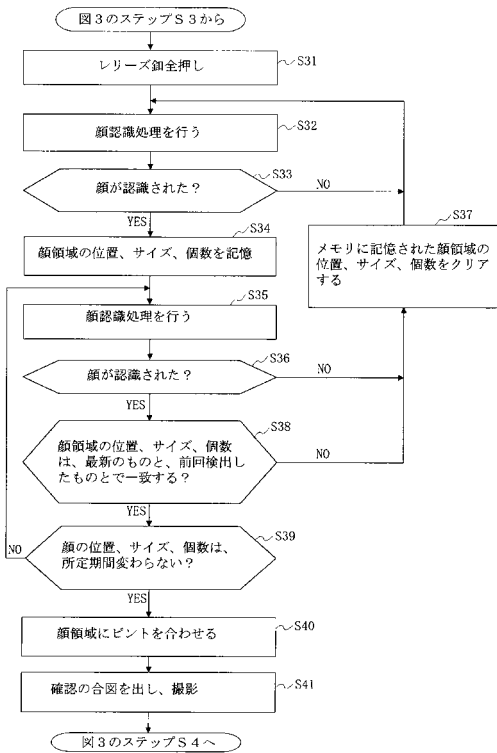 図3のステップS3から
レリーズ釦全押し
S31
顔認識処理を行う
S32
顔が認識された？
S33
NO
YES
S34
顔領域の位置、サイズ、個数を記憶
S37
メモリに記憶された顔領域の
位置、サイズ、個数をクリア
する
S35
顔認識処理を行う
顔が認識された？
S36
NO
YES
S38
顔領域の位置、サイズ、個数
は、最新のものと、前回検出し
たものとで一致する？
NO
YES
S39
顔の位置、サイズ、個数は、
所定期間変わらない？
NO
YES
顔領域にピントを合わせる
S40
確認の合図を出し、撮影
S41
図3のステップS4へ